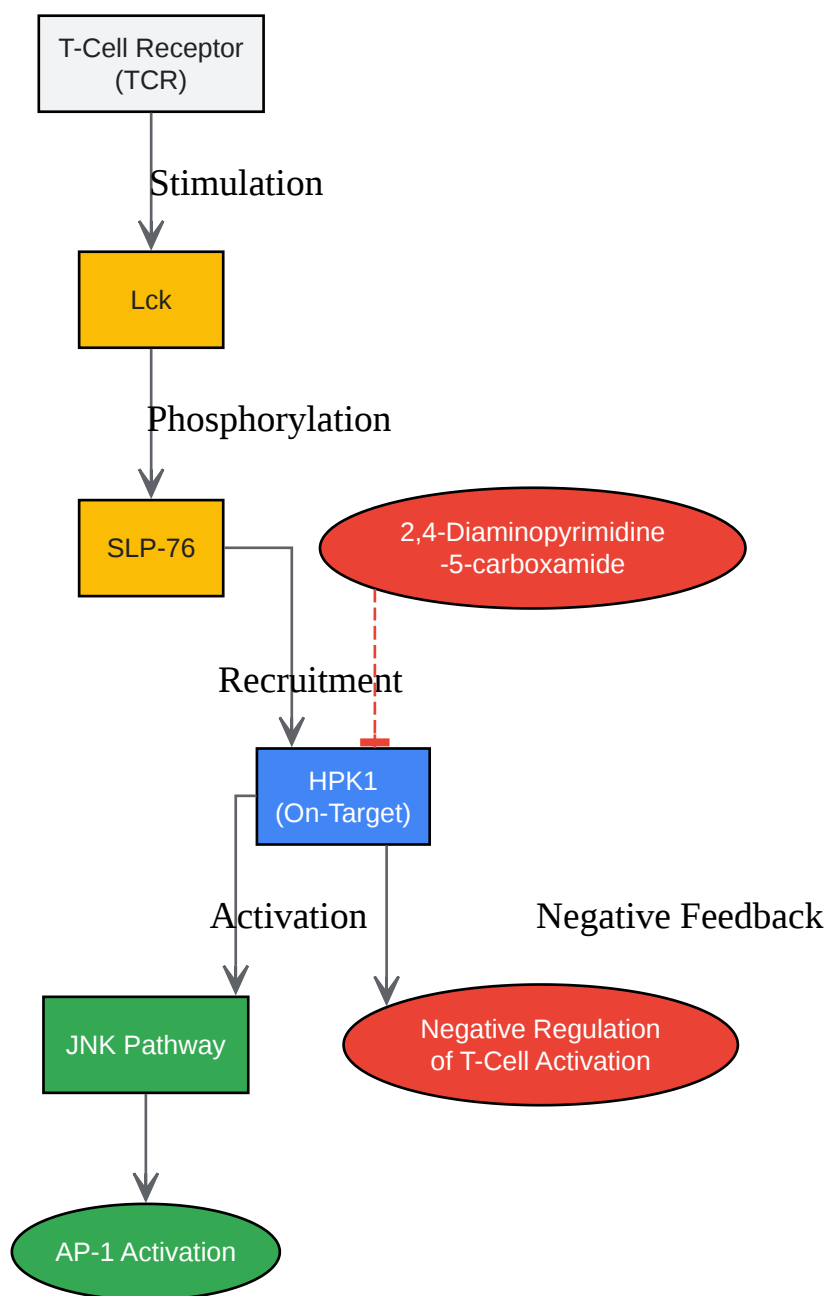 T-Cell Receptor
(TCR)
Stimulation
Lck
Phosphorylation
SLP-76
2,4-Diaminopyrimidine
-5-carboxamide
Recruitment
HPK1
(On-Target)
Activation
Negative Feedback
JNK Pathway
Negative Regulation
of T-Cell Activation
AP-1 Activation